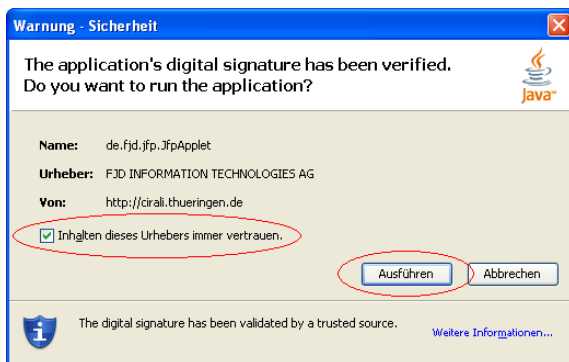 Warnung - Sicherheit
The application's digital signature has been verified.
Do you want to run the application?
Java™
Name: de.fjd.jfp.JfpApplet
Urheber: FJD INFORMATION TECHNOLOGIES AG
Von: http://cirali.thueringen.de
Inhalten dieses Urhebers immer vertrauen.
Ausführen Abbrechen
The digital signature has been validated by a trusted source. Weitere Informationen...